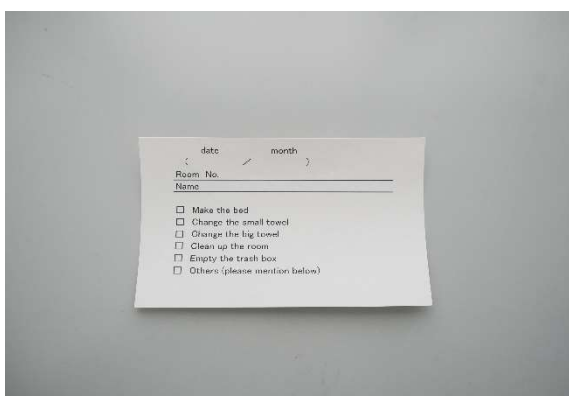 date month
( / )
Room No.
Name
☐ Make the bed
☐ Change the small towel
☐ Change the big towel
☐ Clean up the room
☐ Empty the trash box
☐ Others (please mention below)